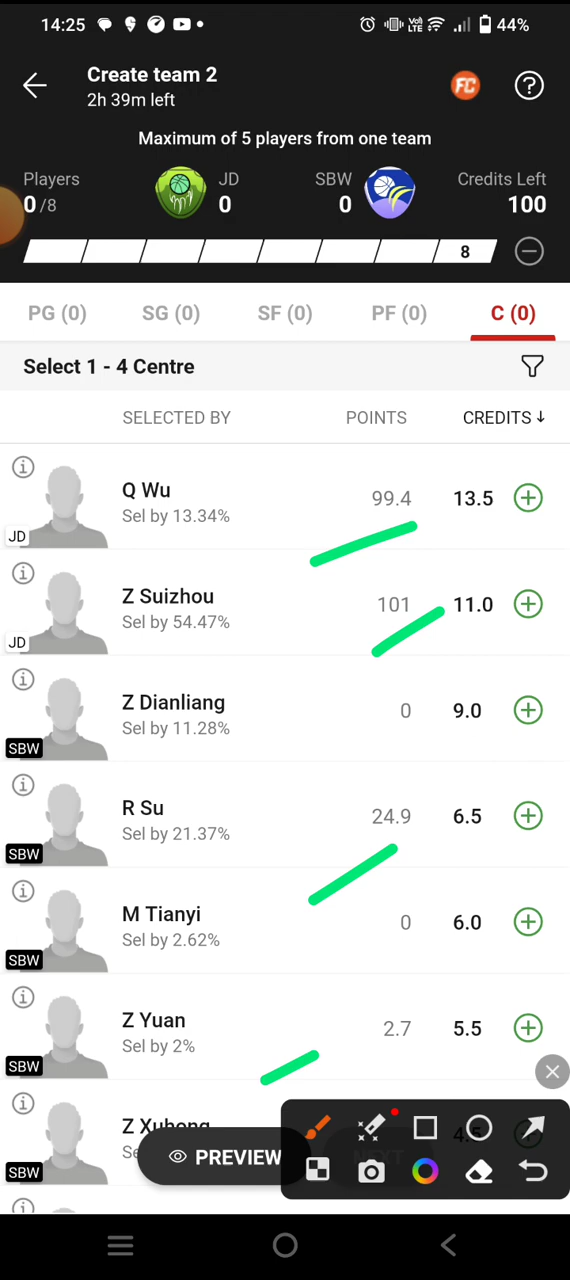 14:25
Vo)
LTE
44%
Create team 2
2h 39m left
FC
Maximum of 5 players from one team
Players
0/8
JD
0
SBW
0
Credits Left
100
8
PG (0)
SG (0)
SF (0)
PF (0)
C (0)
Select 1 - 4 Centre
SELECTED BY
POINTS
CREDITS
Q Wu
Sel by 13.34%
99.4
13.5
JD
Z Suizhou
Sel by 54.47%
101
11.0
JD
Z Dianliang
Sel by 11.28%
0
9.0
SBW
R Su
Sel by 21.37%
24.9
6.5
SBW
M Tianyi
Sel by 2.62%
0
6.0
SBW
Z Yuan
Sel by 2%
2.7
5.5
SBW
Z Xuhong
SBW
PREVIEW
NEXT